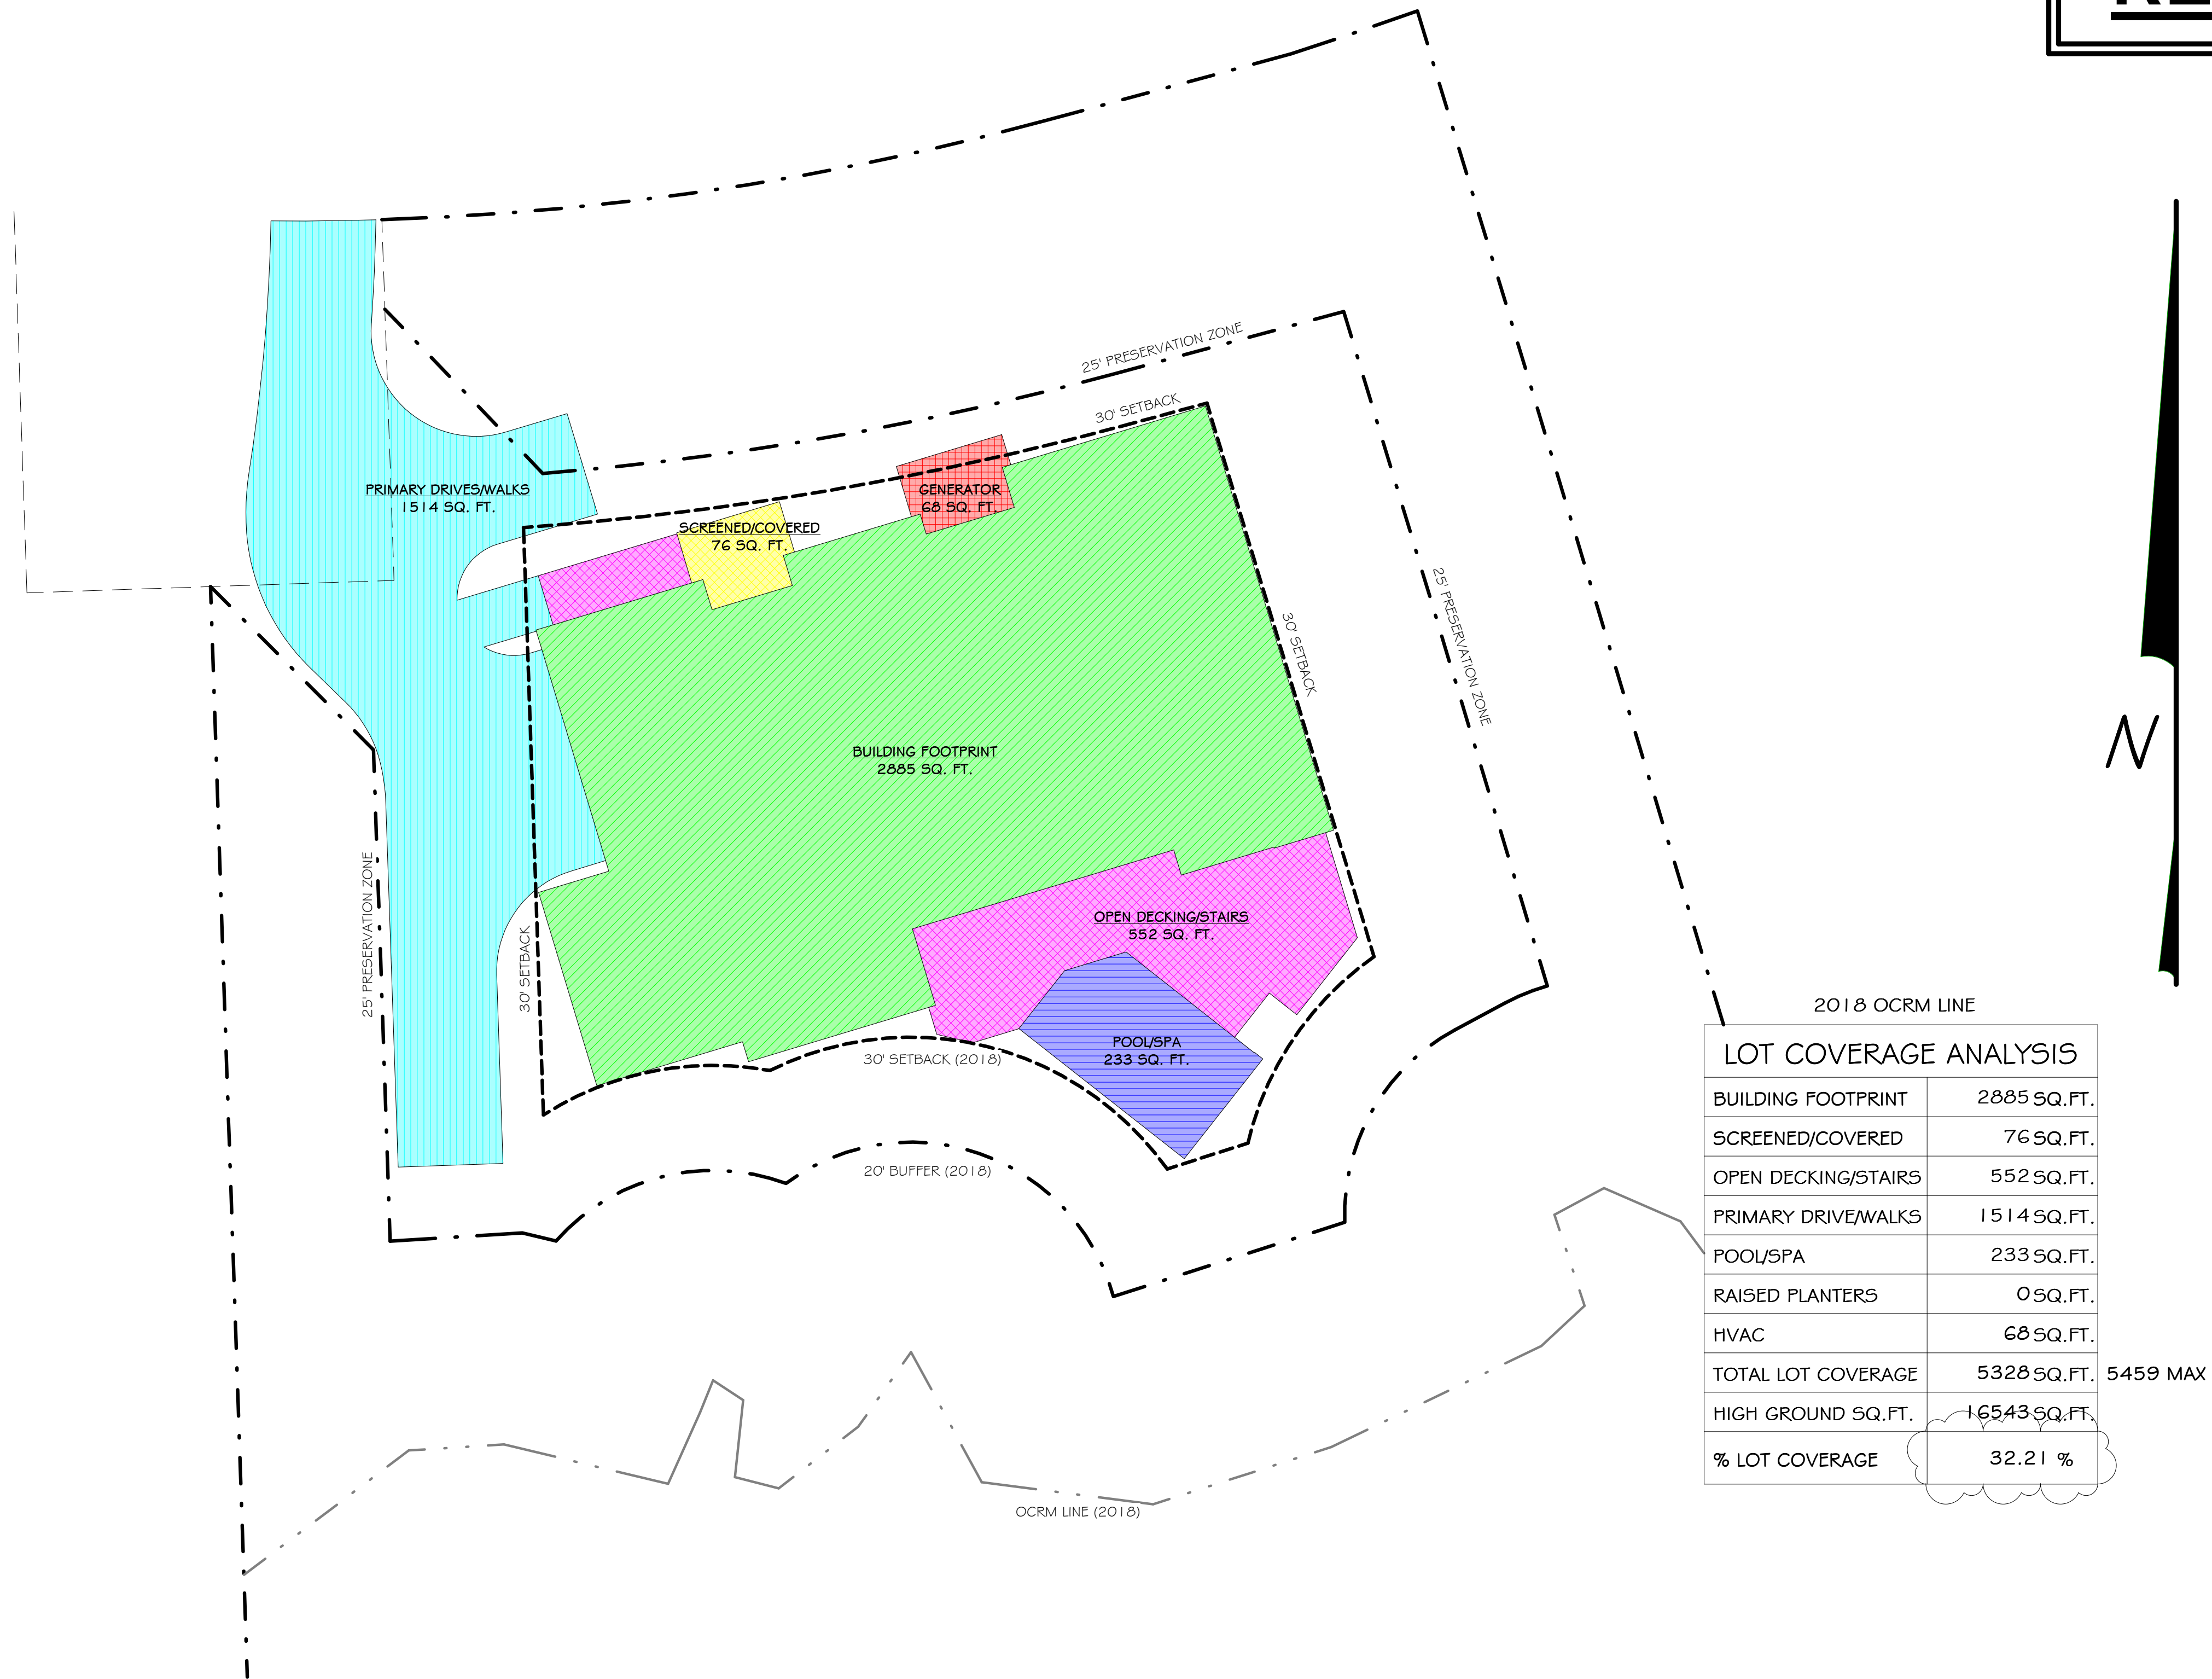 25' PRESERVATION ZONE
30' SETBACK
PRIMARY DRIVES/WALKS
1514 SQ. FT.
GENERATOR
68 SQ. FT.
SCREENED/COVERED
76 SQ. FT.
25' PRESERVATION ZONE
30' SETBACK
BUILDING FOOTPRINT
2885 SQ. FT.
N
25' PRESERVATION ZONE
30' SETBACK
OPEN DECKING/STAIRS
552 SQ. FT.
POOL/SPA
233 SQ. FT.
30' SETBACK (2018)
20' BUFFER (2018)
OCRM LINE (2018)
2018 OCRM LINE
LOT COVERAGE ANALYSIS
BUILDING FOOTPRINT 2885 SQ.FT.
SCREENED/COVERED 76 SQ.FT.
OPEN DECKING/STAIRS 552 SQ.FT.
PRIMARY DRIVE/WALKS 1514 SQ.FT.
POOL/SPA 233 SQ.FT.
RAISED PLANTERS 0 SQ.FT.
HVAC 68 SQ.FT.
TOTAL LOT COVERAGE 5328 SQ.FT. 5459 MAX
HIGH GROUND SQ.FT. 16543 SQ.FT.
% LOT COVERAGE 32.21 %